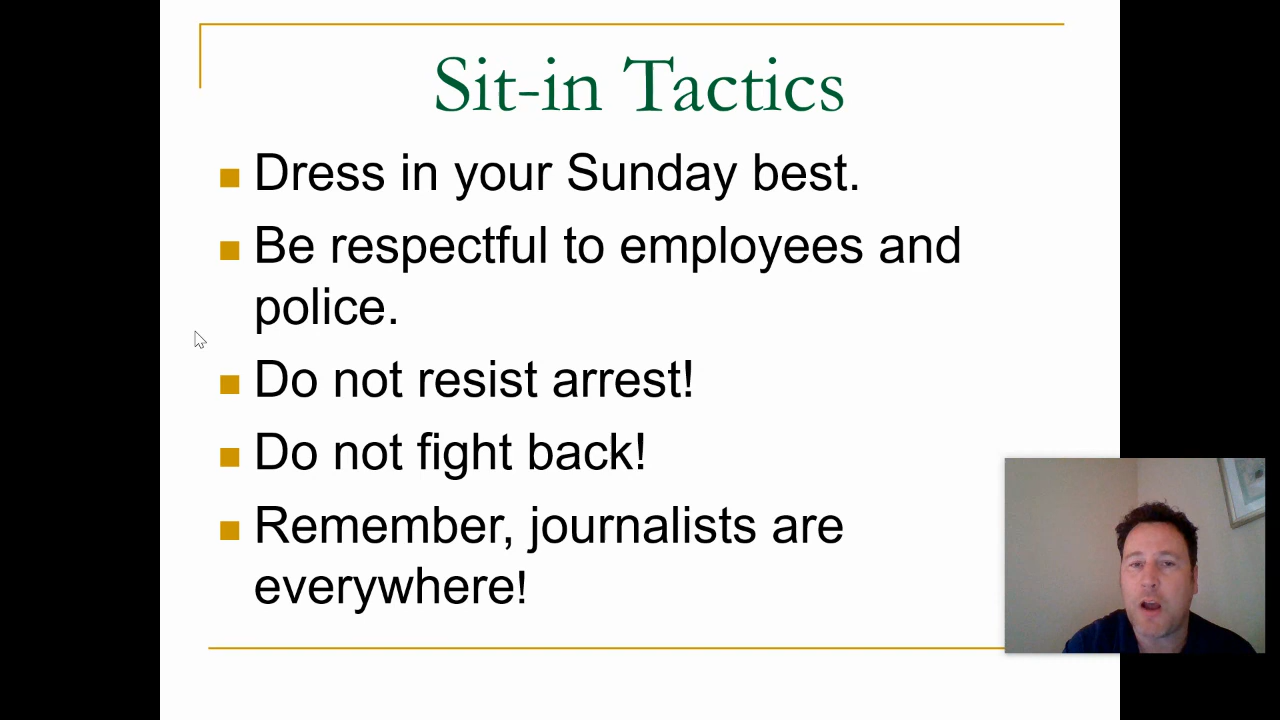 Sit-in Tactics
Dress in your Sunday best.
Be respectful to employees and
police.
Do not resist arrest!
Do not fight back!
Remember, journalists are
everywhere!